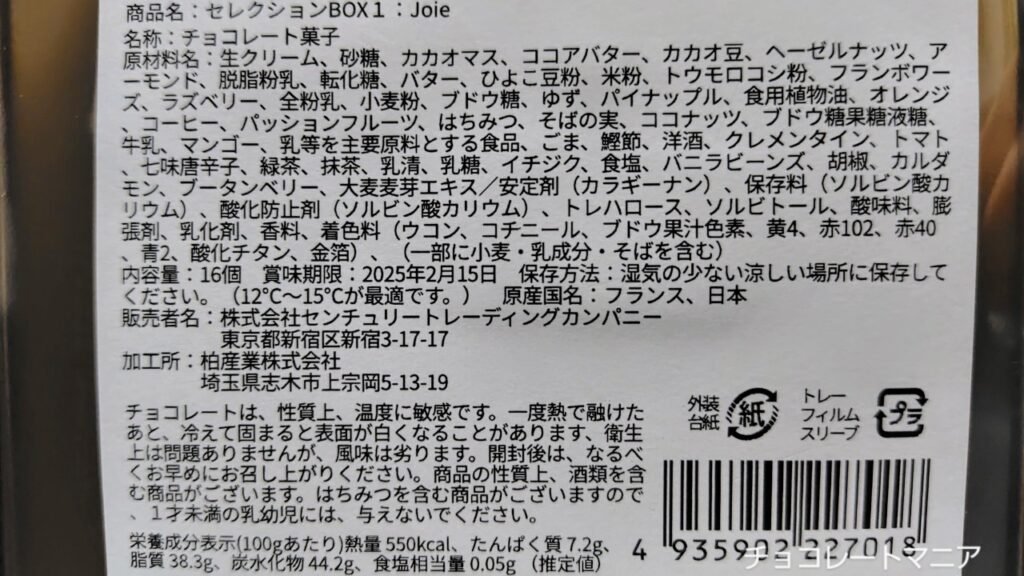 商品名：セレクションBOX１：Joie
名称：チョコレート菓子
原材料名：生クリーム、砂糖、カカオマス、ココアバター、カカオ豆、ヘーゼルナッツ、ア
ーモンド、脱脂粉乳、転化糖、バター、ひよこ豆粉、米粉、トウモロコシ粉、フランボワー
ズ、ラズベリー、全粉乳、小麦粉、ブドウ糖、ゆず、パイナップル、食用植物油、オレンジ
、コーヒー、パッションフルーツ、はちみつ、そばの実、ココナッツ、ブドウ糖果糖液糖、
牛乳、マンゴー、乳等を主要原料とする食品、ごま、鰹節、洋酒、クレメンタイン、トマト
、七味唐辛子、緑茶、抹茶、乳清、乳糖、イチジク、食塩、バニラビーンズ、胡椒、カルダ
モン、ブータンベリー、大麦麦芽エキス／安定剤（カラギーナン）、保存料（ソルビン酸カ
リウム）、酸化防止剤（ソルビン酸カリウム）、トレハロース、ソルビトール、酸味料、膨
張剤、乳化剤、香料、着色料（ウコン、コチニール、ブドウ果汁色素、黄4、赤102、赤40
、青2、酸化チタン、金箔）、（一部に小麦・乳成分・そばを含む）
内容量：16個　賞味期限：2025年2月15日　保存方法：湿気の少ない涼しい場所に保存して
ください。（12℃～15℃が最適です。）　原産国名：フランス、日本
販売者名：株式会社センチュリートレーディングカンパニー
東京都新宿区新宿3-17-17
加工所：柏産業株式会社
埼玉県志木市上宗岡5-13-19
チョコレートは、性質上、温度に敏感です。一度熱で融けた
あと、冷えて固まると表面が白くなることがあります、衛生
上は問題ありませんが、風味は劣ります。開封後は、なるべ
くお早めにお召し上がりください。商品の性質上、酒類を含
む商品がございます。はちみつを含む商品がございますので
、１才未満の乳幼児には、与えないでください。
栄養成分表示(100gあたり)熱量 550kcal、たんぱく質 7.2g、
脂質 38.3g、炭水化物 44.2g、食塩相当量 0.05g （推定値）
外装
台紙
紙
トレー
フィルム
スリーブ
プラ
4 935902 327018
チョコレートマニア